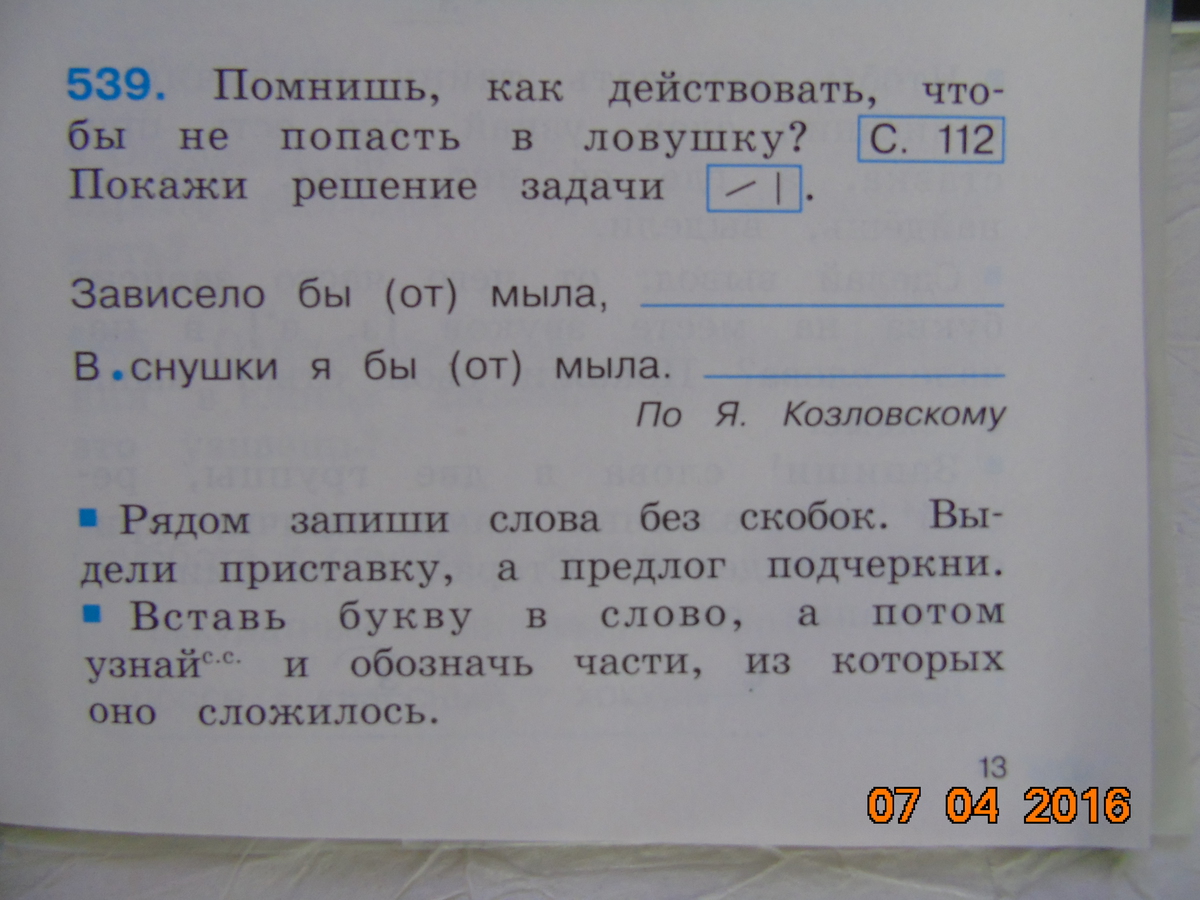 539. Помнишь, как действовать, что-
бы не попасть в ловушку? С. 112
Покажи решение задачи — | .
Зависело бы (от) мыла,
В . снушки я бы (от) мыла.
По Я. Козловскому
Рядом запиши слова без скобок. Вы-
дели приставку, а предлог подчеркни.
Вставь букву в слово, а потом
узнайс.с. и обозначь части, из которых
оно сложилось.
13
07 04 2016